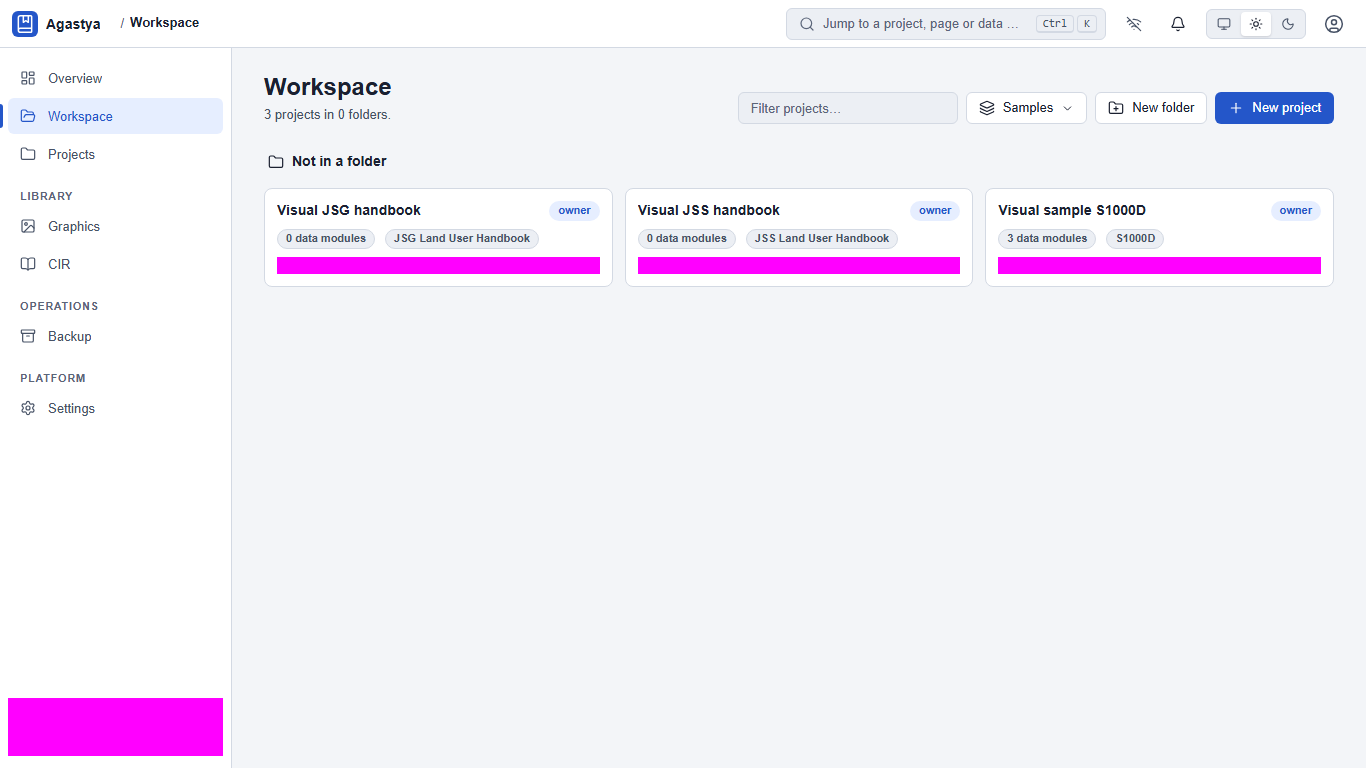 Agastya / Workspace
Jump to a project, page or data ... Ctrl K
Overview
Workspace
Projects
LIBRARY
Graphics
CIR
OPERATIONS
Backup
PLATFORM
Settings
Workspace
3 projects in 0 folders.
Filter projects...
Samples
New folder
New project
Not in a folder
Visual JSG handbook owner
0 data modules JSG Land User Handbook
Visual JSS handbook owner
0 data modules JSS Land User Handbook
Visual sample S1000D owner
3 data modules S1000D